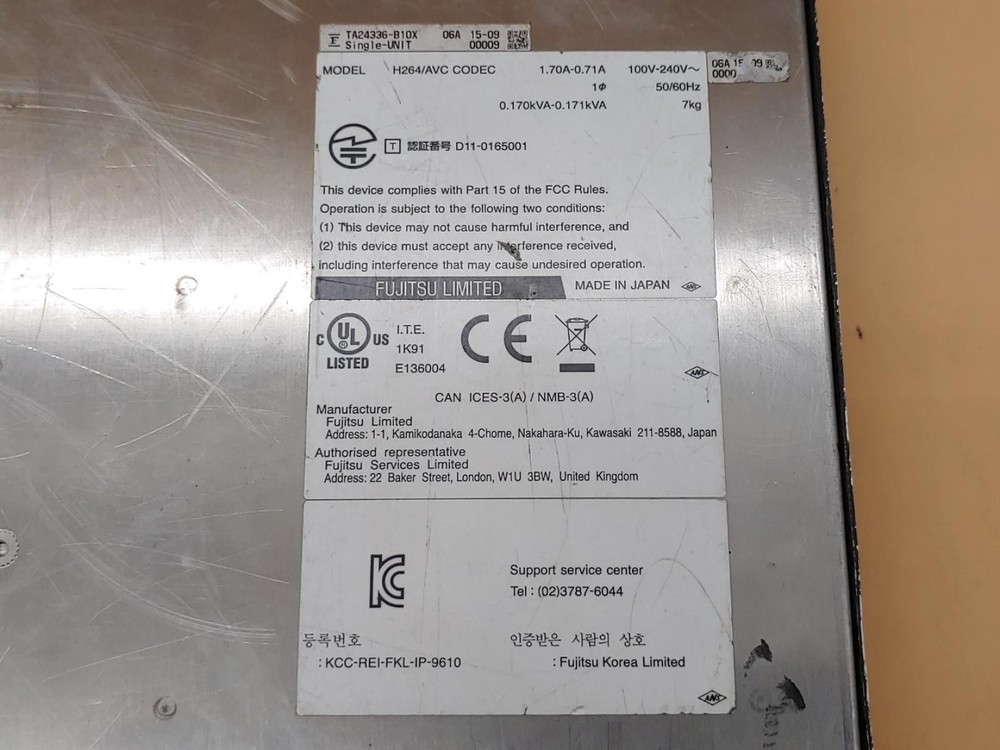 TA24336-B10X 06A 15-09
Single-UNIT 00009
06A 15 09
0000
MODEL H264/AVC CODEC 1.70A-0.71A 100V-240V～
1Φ 50/60Hz
0.170kVA-0.171kVA 7kg
T 認証番号 D11-0165001
This device complies with Part 15 of the FCC Rules.
Operation is subject to the following two conditions:
(1) This device may not cause harmful interference, and
(2) this device must accept any interference received,
including interference that may cause undesired operation.
FUJITSU LIMITED MADE IN JAPAN
C UL ® US LISTED
I.T.E.
1K91
E136004
CE
CAN ICES-3(A) / NMB-3(A)
Manufacturer
Fujitsu Limited
Address: 1-1, Kamikodanaka 4-Chome, Nakahara-Ku, Kawasaki 211-8588, Japan
Authorised representative
Fujitsu Services Limited
Address: 22 Baker Street, London, W1U 3BW, United Kingdom
KC
Support service center
Tel : (02)3787-6044
등록번호
: KCC-REI-FKL-IP-9610
인증받은 사람의 상호
: Fujitsu Korea Limited